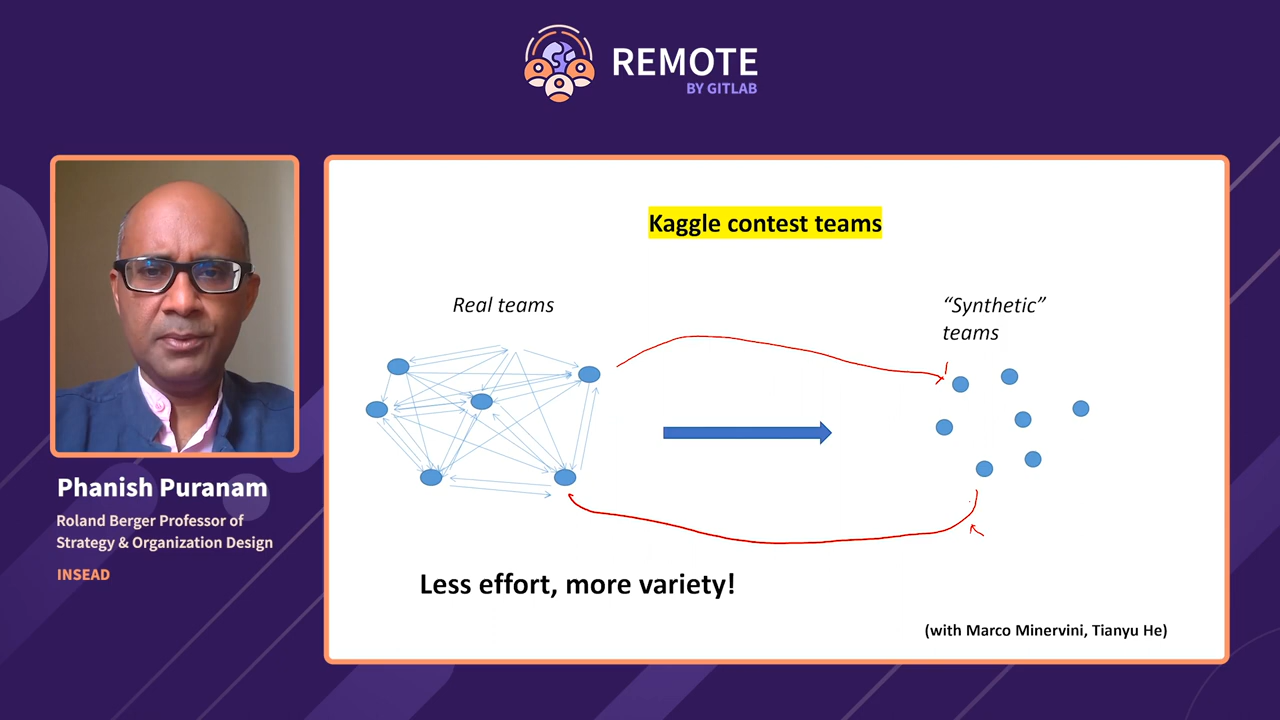 REMOTE
BY GITLAB
Kaggle contest teams
Real teams
“Synthetic”
teams
Less effort, more variety!
(with Marco Minervini, Tianyu He)
Phanish Puranam
Roland Berger Professor of
Strategy & Organization Design
INSEAD